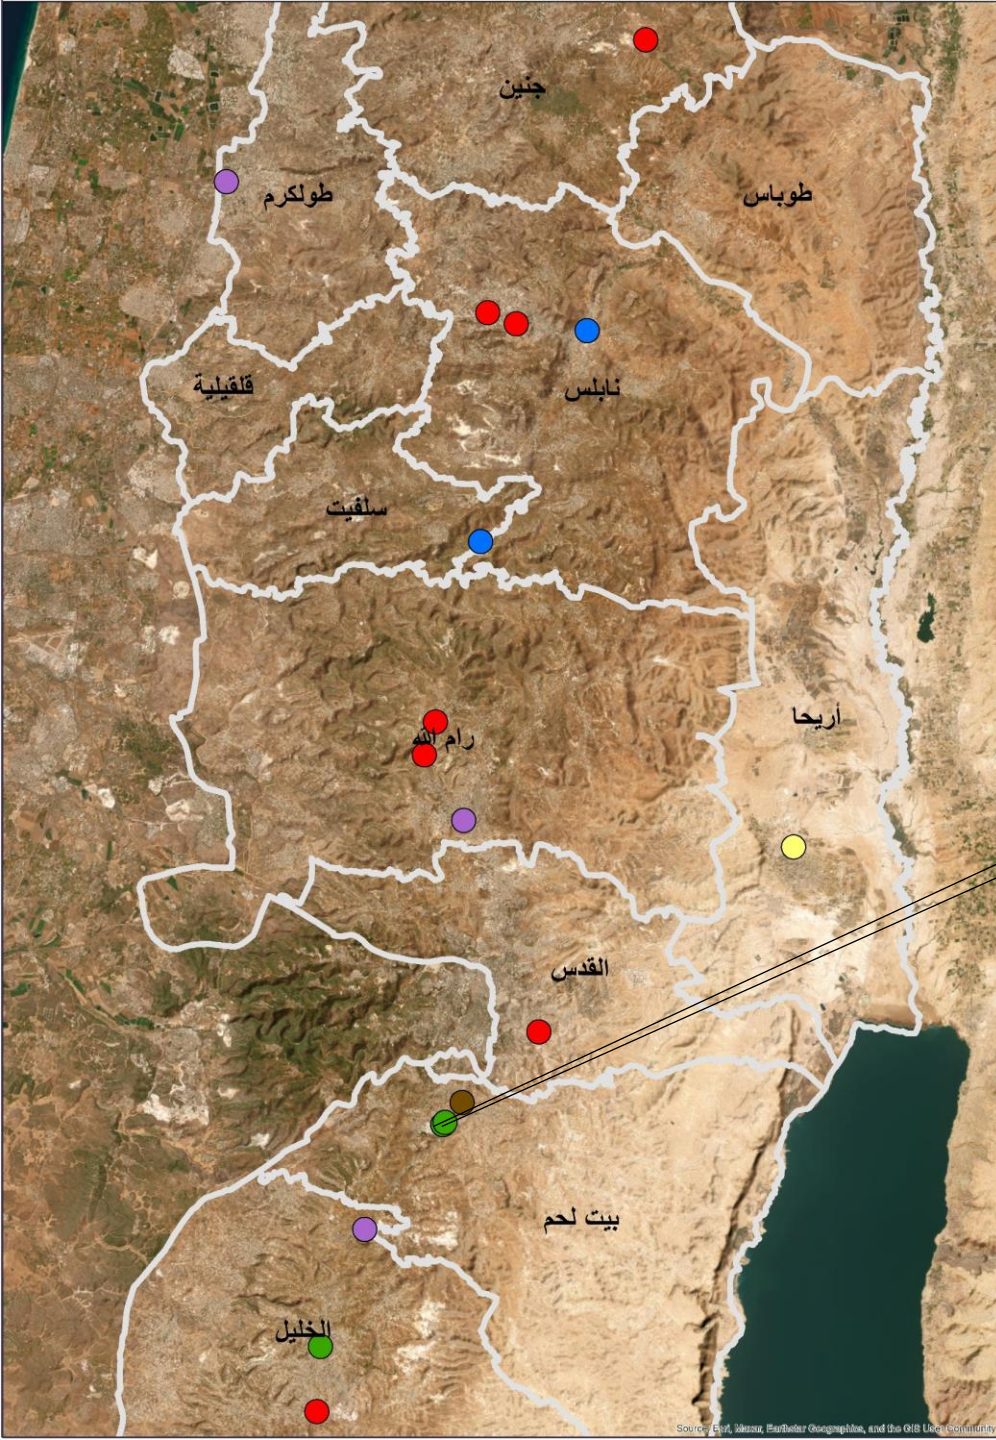 جنين
طوباس
طولكرم
نابلس
قلقيلية
سلفيت
أريحا
رام الله
القدس
بيت لحم
الخليل
Source: Esri, Maxar, Earthstar Geographics, and the GIS User Community